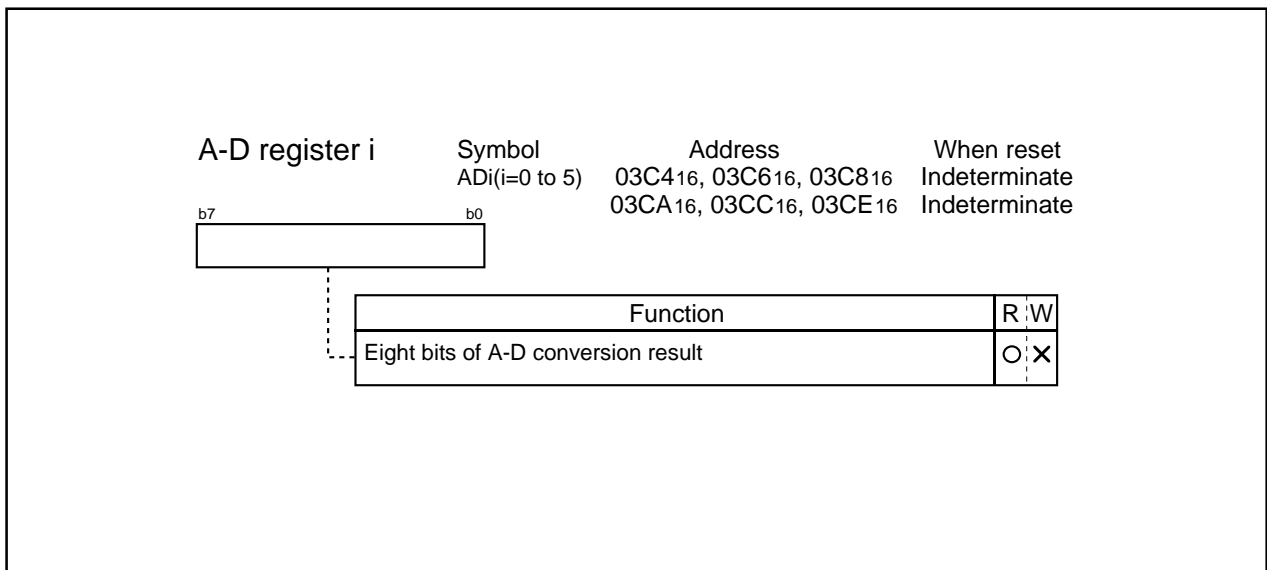 A-D register i Symbol Address When reset
ADi(i=0 to 5) 03C416, 03C616, 03C816 Indeterminate
03CA16, 03CC16, 03CE16 Indeterminate
b7 b0
Function R W
Eight bits of A-D conversion result